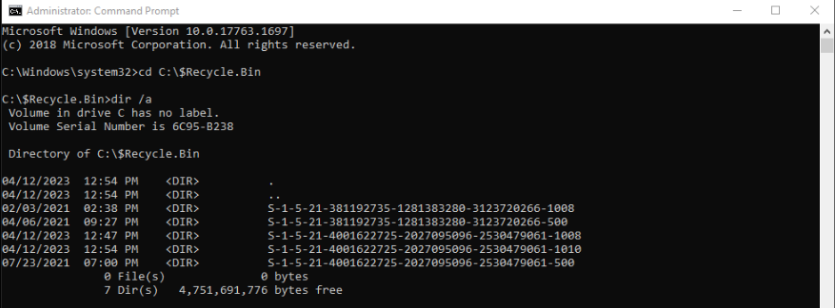 Administrator: Command Prompt
Microsoft Windows [Version 10.0.17763.1697]
(c) 2018 Microsoft Corporation. All rights reserved.
C:\Windows\system32>cd C:\$Recycle.Bin
C:\$Recycle.Bin>dir /a
Volume in drive C has no label.
Volume Serial Number is 6C95-B238
Directory of C:\$Recycle.Bin
04/12/2023  12:54 PM    <DIR>          .
04/12/2023  12:54 PM    <DIR>          ..
02/03/2021  02:38 PM    <DIR>          S-1-5-21-381192735-1281383280-3123720266-1008
04/06/2021  09:27 PM    <DIR>          S-1-5-21-381192735-1281383280-3123720266-500
04/12/2023  12:47 PM    <DIR>          S-1-5-21-4001622725-2027095096-2530479061-1008
04/12/2023  12:54 PM    <DIR>          S-1-5-21-4001622725-2027095096-2530479061-1010
07/23/2021  07:00 PM    <DIR>          S-1-5-21-4001622725-2027095096-2530479061-500
0 File(s)              0 bytes
7 Dir(s)   4,751,691,776 bytes free